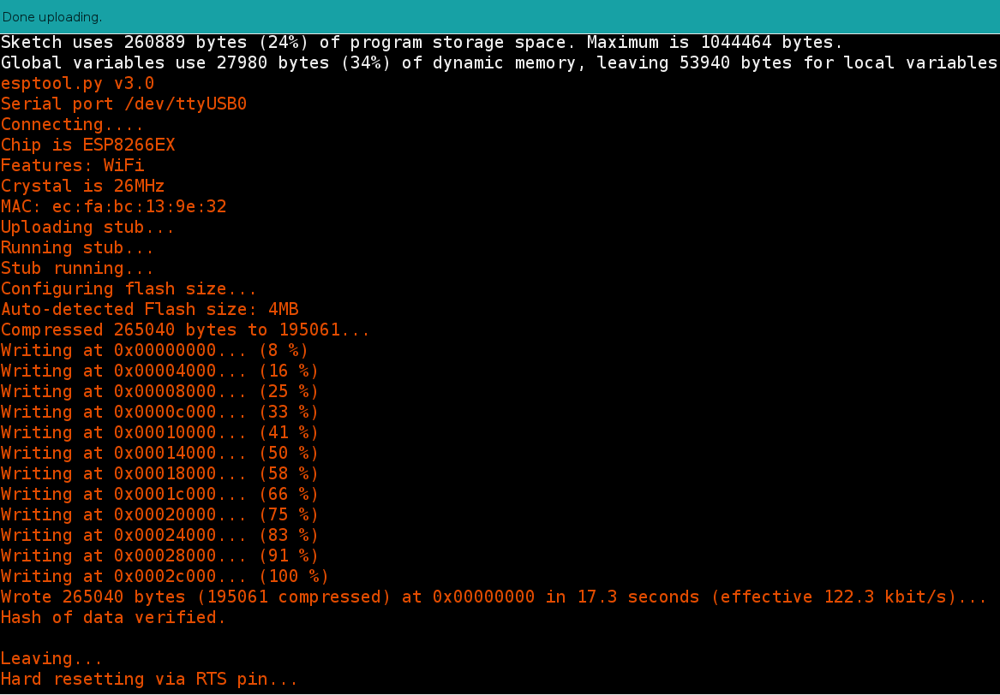 Done uploading.
Sketch uses 260889 bytes (24%) of program storage space. Maximum is 1044464 bytes.
Global variables use 27980 bytes (34%) of dynamic memory, leaving 53940 bytes for local variables
esptool.py v3.0
Serial port /dev/ttyUSB0
Connecting....
Chip is ESP8266EX
Features: WiFi
Crystal is 26MHz
MAC: ec:fa:bc:13:9e:32
Uploading stub...
Running stub...
Stub running...
Configuring flash size...
Auto-detected Flash size: 4MB
Compressed 265040 bytes to 195061...
Writing at 0x00000000... (8 %)
Writing at 0x00004000... (16 %)
Writing at 0x00008000... (25 %)
Writing at 0x0000c000... (33 %)
Writing at 0x00010000... (41 %)
Writing at 0x00014000... (50 %)
Writing at 0x00018000... (58 %)
Writing at 0x0001c000... (66 %)
Writing at 0x00020000... (75 %)
Writing at 0x00024000... (83 %)
Writing at 0x00028000... (91 %)
Writing at 0x0002c000... (100 %)
Wrote 265040 bytes (195061 compressed) at 0x00000000 in 17.3 seconds (effective 122.3 kbit/s)...
Hash of data verified.

Leaving...
Hard resetting via RTS pin...